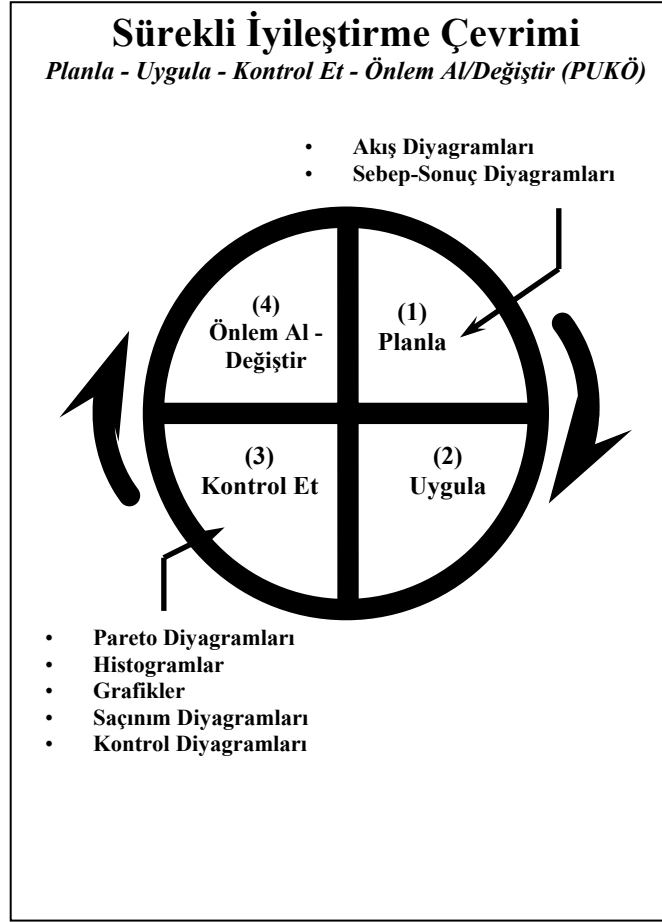 Sürekli İyileştirme Çevrimi
Planla - Uygula - Kontrol Et - Önlem Al/Değiştir (PUKÖ)
• Akış Diyagramları
• Sebep-Sonuç Diyagramları
(4)
Önlem Al -
Değiştir
(1)
Planla
(3)
Kontrol Et
(2)
Uygula
• Pareto Diyagramları
• Histogramlar
• Grafikler
• Saçınım Diyagramları
• Kontrol Diyagramları